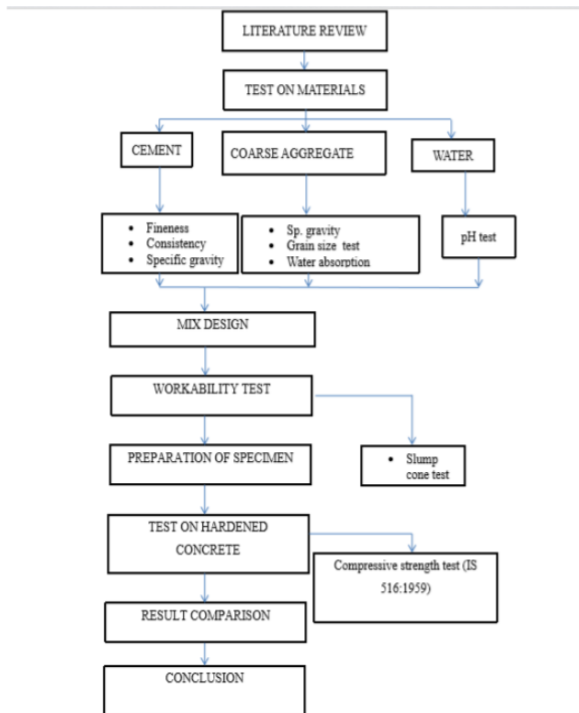 LITERATURE REVIEW
TEST ON MATERIALS
CEMENT
COARSE AGGREGATE
WATER
• Fineness
• Consistency
• Specific gravity
• Sp. gravity
• Grain size test
• Water absorption
pH test
MIX DESIGN
WORKABILITY TEST
• Slump
cone test
PREPARATION OF SPECIMEN
TEST ON HARDENED
CONCRETE
Compressive strength test (IS
516:1959)
RESULT COMPARISON
CONCLUSION